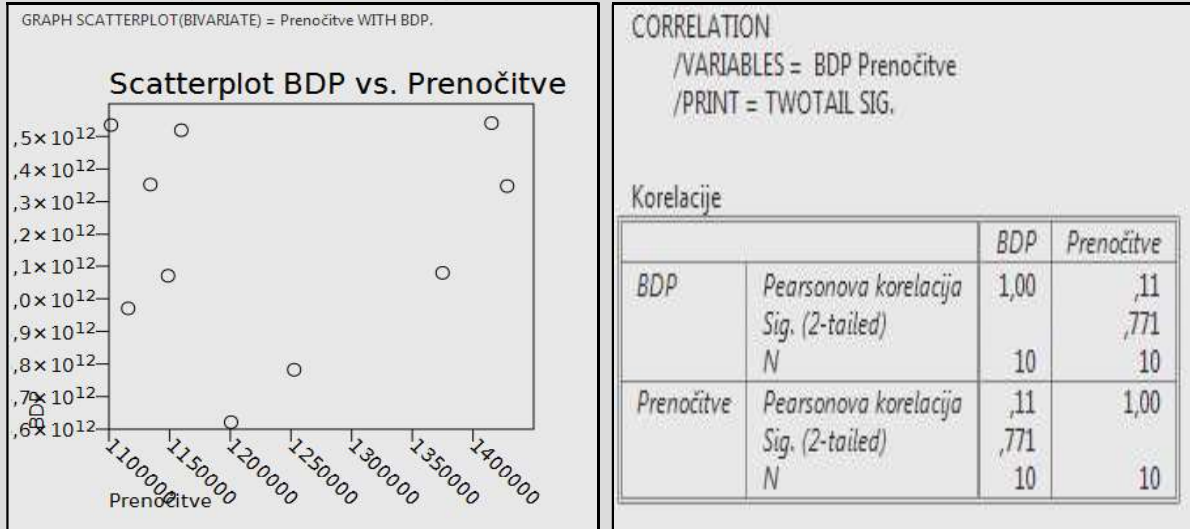 GRAPH SCATTERPLOT(BIVARIATE) = Prenočitve WITH BDP.
Scatterplot BDP vs. Prenočitve
,5×10¹²
,4×10¹²
,3×10¹²
,2×10¹²
,1×10¹²
,0×10¹²
,9×10¹²
,8×10¹²
,7×10¹²
,6×10¹²
BDP
1100000 1150000 1200000 1250000 1300000 1350000 1400000
Prenočitve
CORRELATION
/VARIABLES = BDP Prenočitve
/PRINT = TWOTAIL SIG.
Korelacije
BDP Prenočitve
BDP Pearsonova korelacija 1,00 ,11
Sig. (2-tailed) ,771
N 10 10
Prenočitve Pearsonova korelacija ,11 1,00
Sig. (2-tailed) ,771
N 10 10